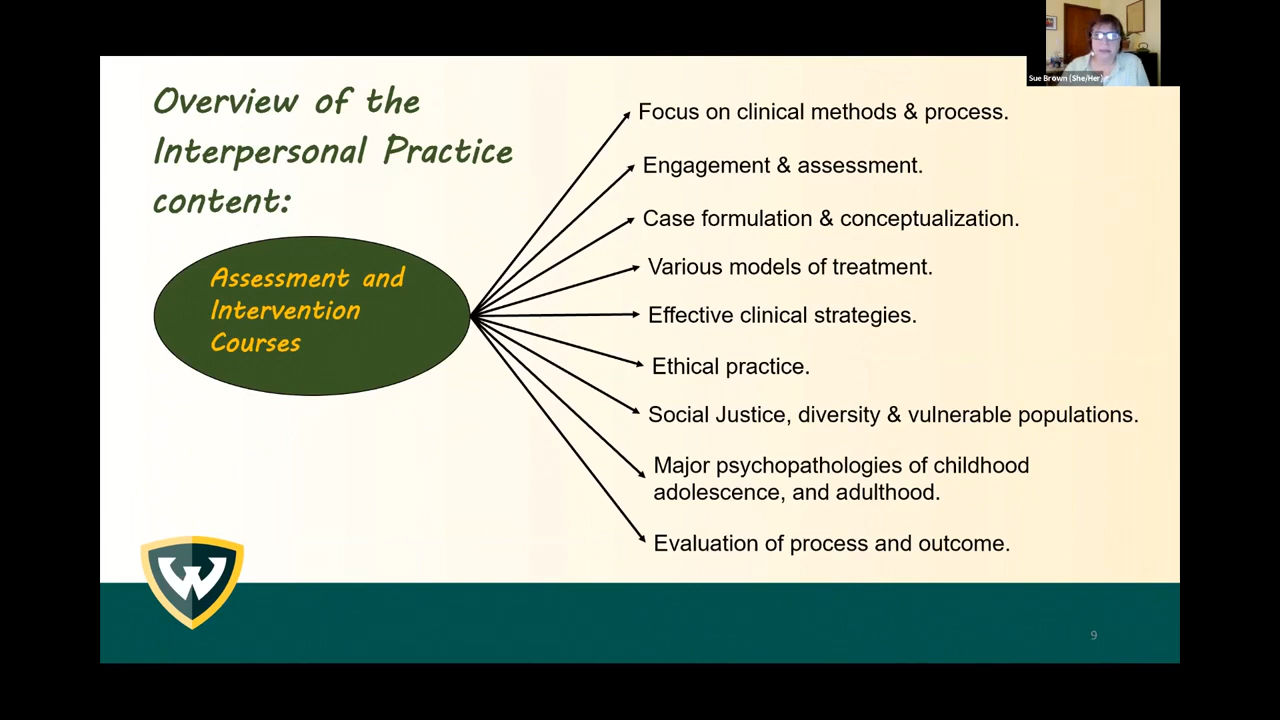 Sue Brown (She/Her)
Overview of the
Interpersonal Practice
content:
Assessment and
Intervention
Courses
Focus on clinical methods & process.
Engagement & assessment.
Case formulation & conceptualization.
Various models of treatment.
Effective clinical strategies.
Ethical practice.
Social Justice, diversity & vulnerable populations.
Major psychopathologies of childhood
adolescence, and adulthood.
Evaluation of process and outcome.
W
9